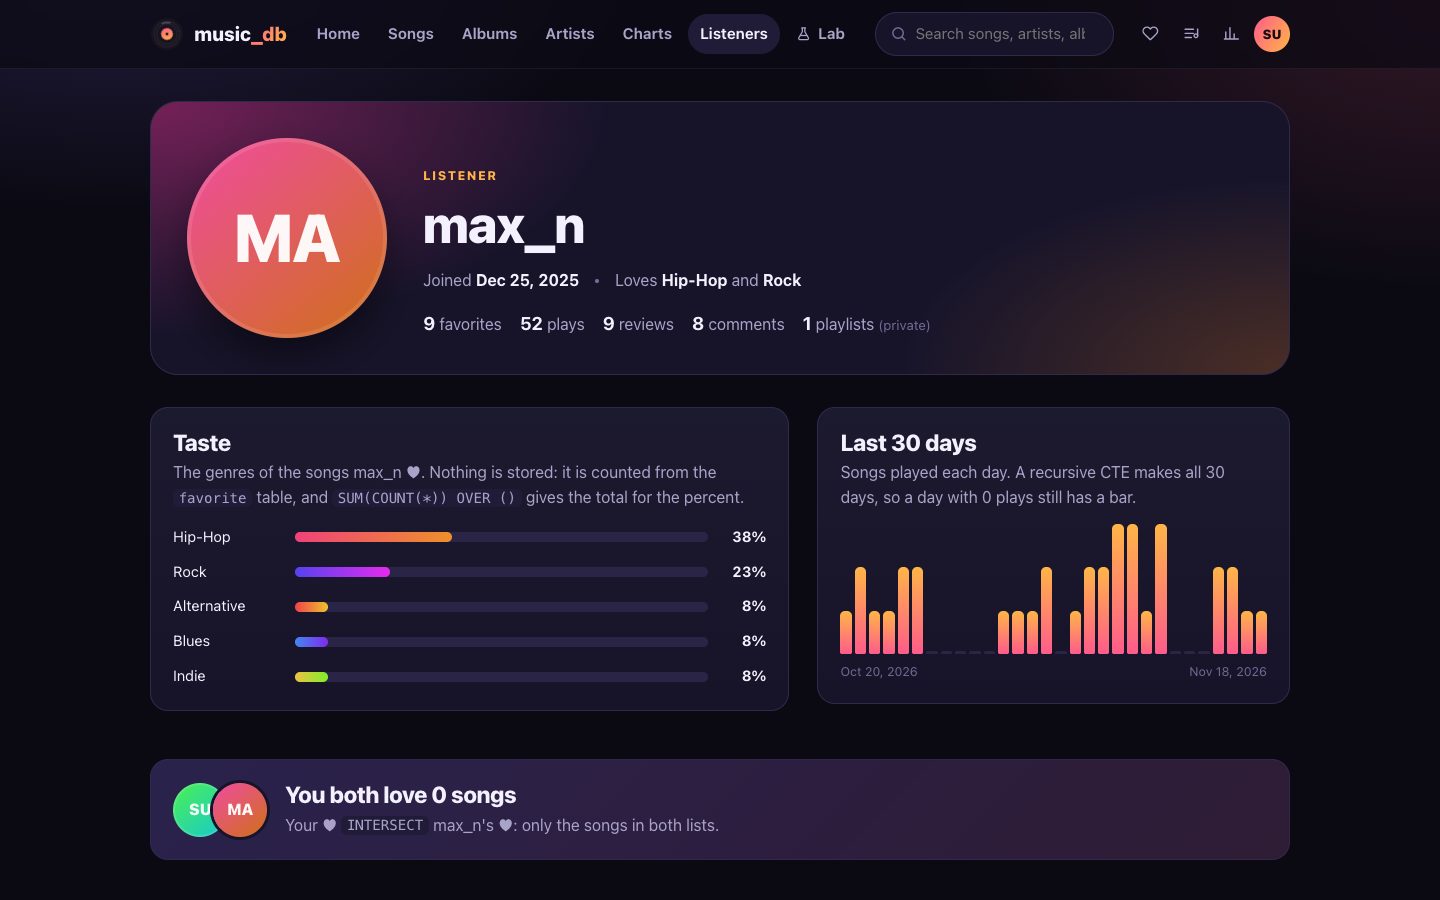 music_db Home Songs Albums Artists Charts Listeners Lab Search songs, artists, alb SU
MA
LISTENER
max_n
Joined Dec 25, 2025 • Loves Hip-Hop and Rock
9 favorites 52 plays 9 reviews 8 comments 1 playlists (private)
Taste
The genres of the songs max_n ♥. Nothing is stored: it is counted from the
favorite table, and SUM(COUNT(*)) OVER () gives the total for the percent.
Hip-Hop 38%
Rock 23%
Alternative 8%
Blues 8%
Indie 8%
Last 30 days
Songs played each day. A recursive CTE makes all 30
days, so a day with 0 plays still has a bar.
Oct 20, 2026 Nov 18, 2026
SU MA
You both love 0 songs
Your ♥ INTERSECT max_n's ♥: only the songs in both lists.